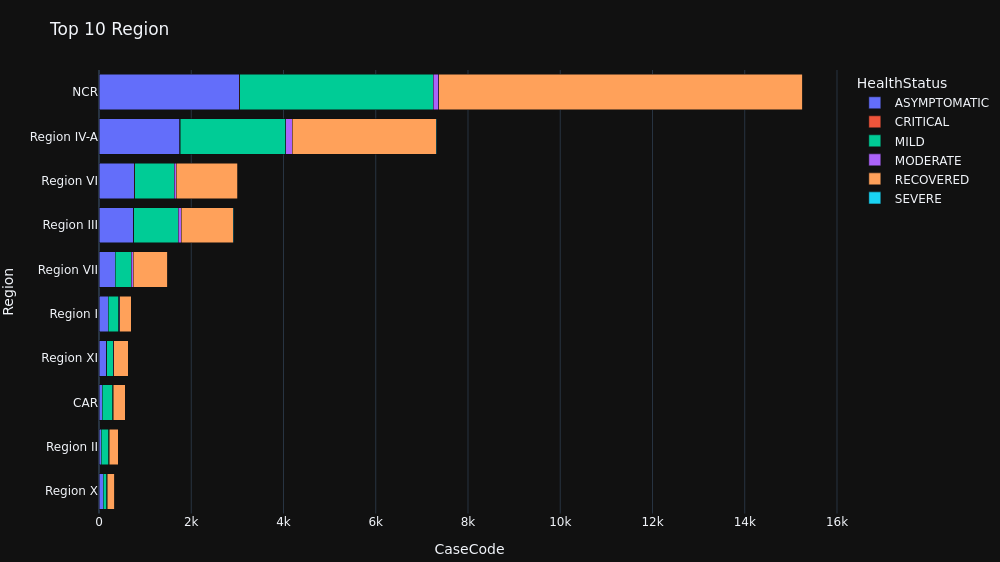 Top 10 Region
NCR
Region IV-A
Region VI
Region III
Region VII
Region I
Region XI
CAR
Region II
Region X
Region
0 2k 4k 6k 8k 10k 12k 14k 16k
CaseCode
HealthStatus
ASYMPTOMATIC
CRITICAL
MILD
MODERATE
RECOVERED
SEVERE